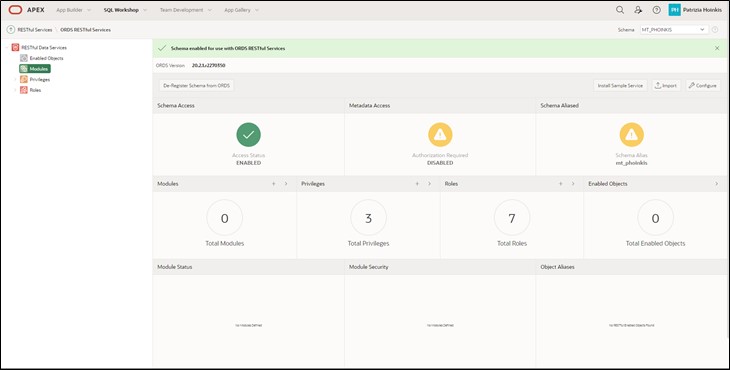 APEX App Builder SQL Workshop Team Development App Gallery PH Patrizia Hoinkis
RESTful Services \ ORDS RESTful Services Schema MT_PHOINKIS
RESTful Data Services
Enabled Objects
Modules
Privileges
Roles
Schema enabled for use with ORDS RESTful Services
ORDS Version
De-Register Schema from ORDS Install Sample Service Import Configure
Schema Access Metadata Access Schema Aliased
Access Status Authorization Required Schema Alias
ENABLED DISABLED mt_phoinkis
Modules Privileges Roles Enabled Objects
0 3 7 0
Total Modules Total Privileges Total Roles Total Enabled Objects
Module Status Module Security Object Aliases
No Modules Defined No Modules Defined No RESTful Enabled Objects Found